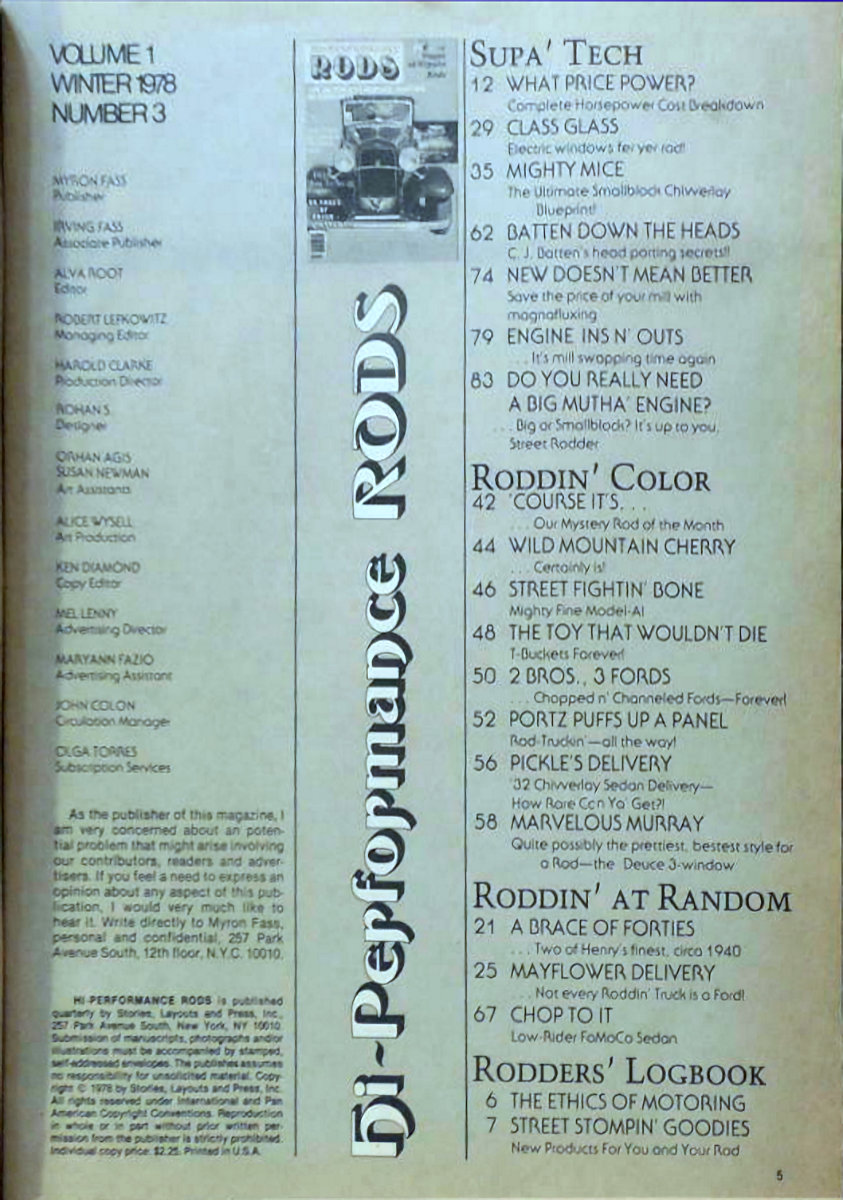 VOLUME 1
WINTER 1978
NUMBER 3
MYRON FASS
Publisher
IRVING FASS
Associate Publisher
ALVA ROOT
Editor
ROBERT LEFKOWITZ
Managing Editor
HAROLD CLARKE
Production Director
ROHAN S.
Designer
ORHAN AGIS
SUSAN NEWMAN
Art Assistants
ALICE WYSELL
Art Production
KEN DIAMOND
Copy Editor
MEL LENNY
Advertising Director
MARYANN FAZIO
Advertising Assistant
JOHN COLON
Circulation Manager
OLGA TORRES
Subscription Services
As the publisher of this magazine, I
am very concerned about an poten-
tial problem that might arise involving
our contributors, readers and adver-
tisers. If you feel a need to express an
opinion about any aspect of this pub-
lication, I would very much like to
hear it. Write directly to Myron Fass,
personal and confidential, 257 Park
Avenue South, 12th floor, N.Y.C. 10010.
HI-PERFORMANCE RODS is published
quarterly by Stories, Layouts and Press, Inc.,
257 Park Avenue South, New York, NY 10010.
Submission of manuscripts, photographs and/or
illustrations must be accompanied by stamped,
self-addressed envelopes. The publishes assumes
no responsibility for unsolicited material. Copy-
right © 1978 by Stories, Layouts and Press, Inc.
All rights reserved under International and Pan
American Copyright Conventions. Reproduction
in whole or in part without prior written per-
mission from the publisher is strictly prohibited.
Individual copy price: $2.25. Printed in U.S.A.
RODS
Hi-Performance RODS
SUPA' TECH
12 WHAT PRICE POWER?
Complete Horsepower Cost Breakdown
29 CLASS GLASS
Electric windows fer yer rod!
35 MIGHTY MICE
The Ultimate Smallblock Chivverlay
Blueprint!
62 BATTEN DOWN THE HEADS
C. J. Batten's head porting secrets!!
74 NEW DOESN'T MEAN BETTER
Save the price of your mill with
magnafluxing
79 ENGINE INS N' OUTS
. . . It's mill swapping time again
83 DO YOU REALLY NEED
A BIG MUTHA' ENGINE?
. . . Big or Smallblock? It's up to you,
Street Rodder
RODDIN' COLOR
42 'COURSE IT'S. . .
. . . Our Mystery Rod of the Month
44 WILD MOUNTAIN CHERRY
. . . Certainly is!
46 STREET FIGHTIN' BONE
Mighty Fine Model-A!
48 THE TOY THAT WOULDN'T DIE
T-Buckets Forever!
50 2 BROS., 3 FORDS
. . . Chopped n' Channeled Fords—Forever!
52 PORTZ PUFFS UP A PANEL
Rod-Truckin'—all the way!
56 PICKLE'S DELIVERY
'32 Chivverlay Sedan Delivery—
How Rare Can Ya' Get?!
58 MARVELOUS MURRAY
Quite possibly the prettiest, bestest style for
a Rod—the Deuce 3-window
RODDIN' AT RANDOM
21 A BRACE OF FORTIES
. . . Two of Henry's finest, circa 1940
25 MAYFLOWER DELIVERY
. . . Not every Roddin' Truck is a Ford!
67 CHOP TO IT
Low-Rider FoMoCo Sedan
RODDERS' LOGBOOK
6 THE ETHICS OF MOTORING
7 STREET STOMPIN' GOODIES
New Products For You and Your Rod
5